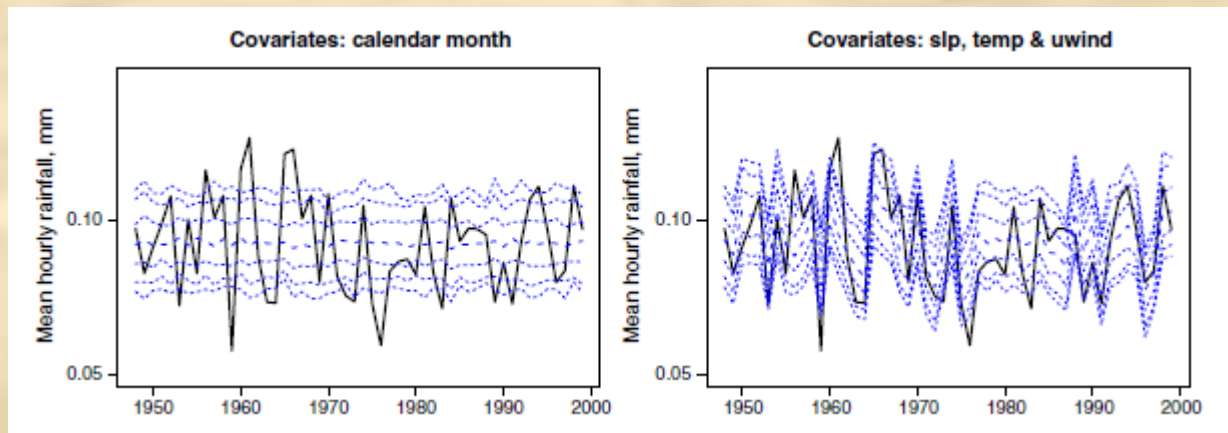 Covariates: calendar month
Mean hourly rainfall, mm
0.10
0.05
1950 1960 1970 1980 1990 2000
Covariates: slp, temp & uwind
Mean hourly rainfall, mm
0.10
0.05
1950 1960 1970 1980 1990 2000